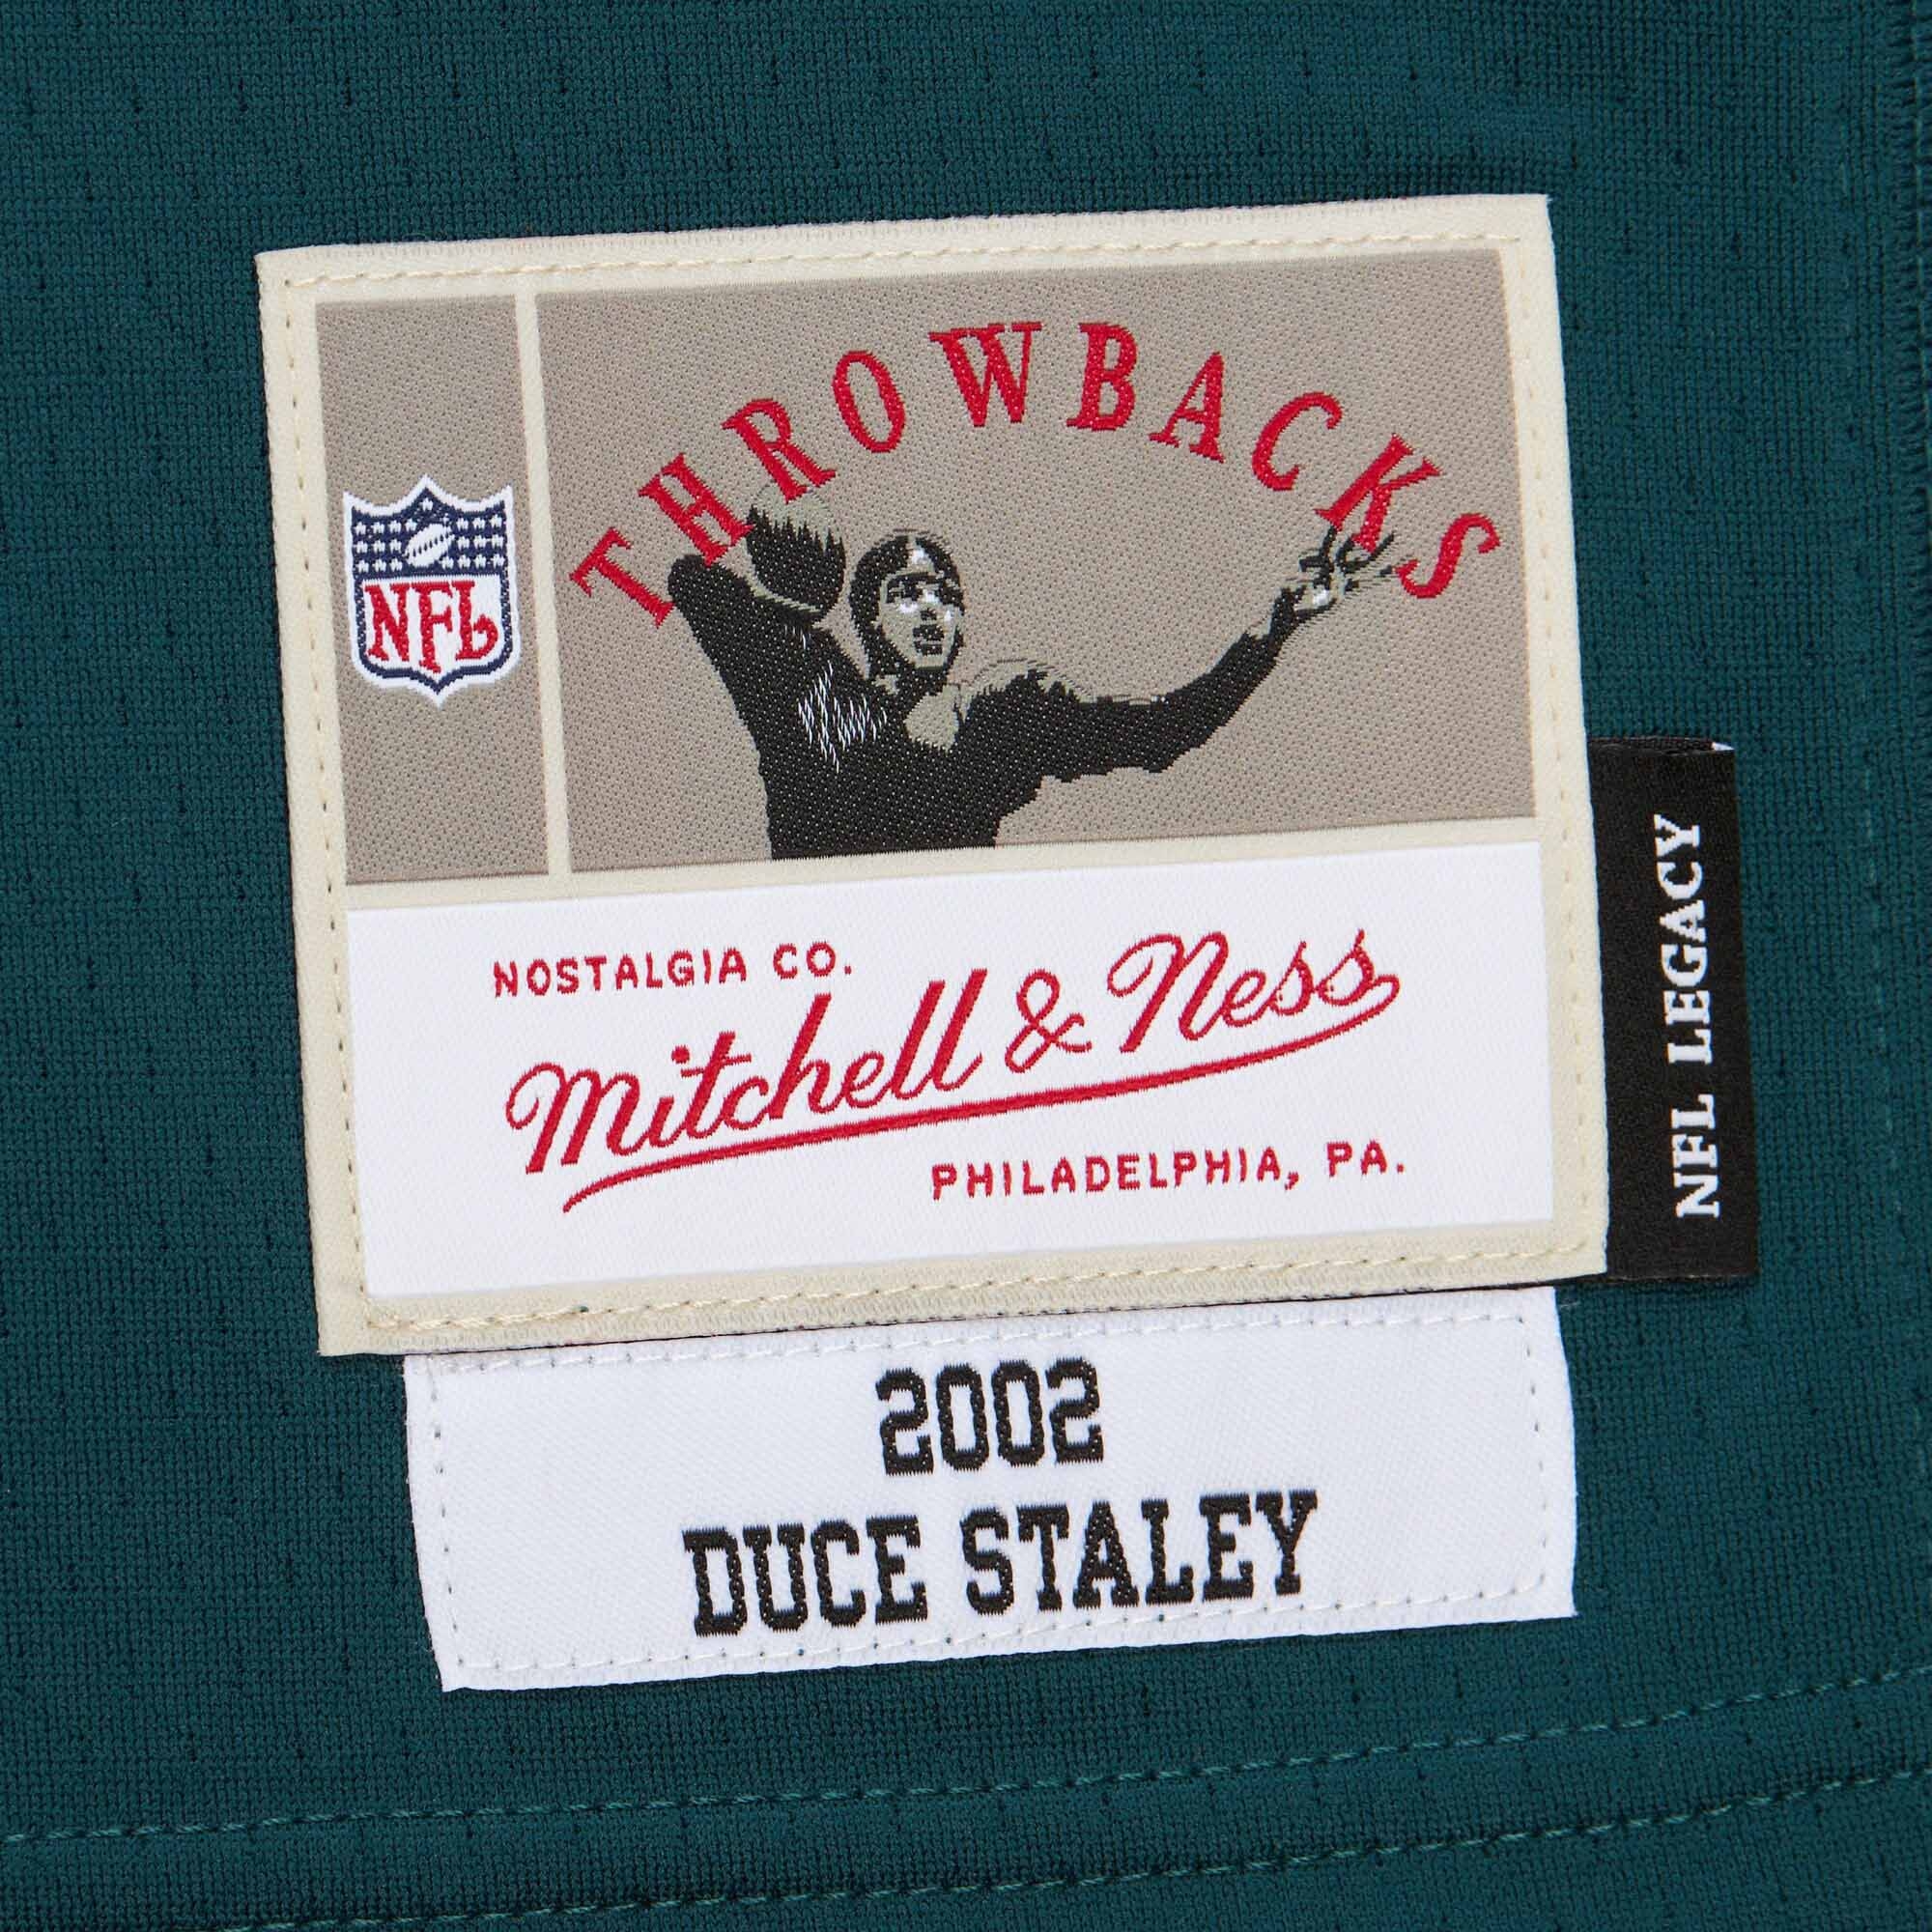 THROWBACKS
NFL
NOSTALGIA CO.
Mitchell & Ness
PHILADELPHIA, PA.
NFL LEGACY
2002
DUCE STALEY